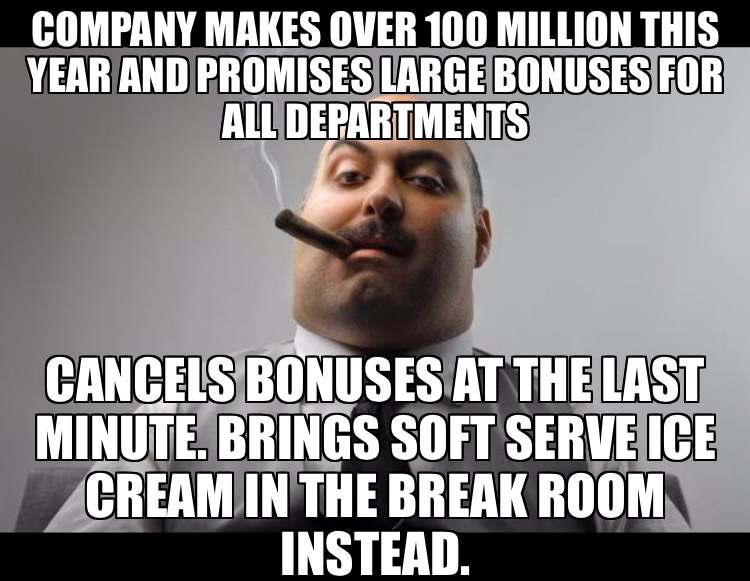 COMPANY MAKES OVER 100 MILLION THIS
YEAR AND PROMISES LARGE BONUSES FOR
ALL DEPARTMENTS
CANCELS BONUSES AT THE LAST
MINUTE. BRINGS SOFT SERVE ICE
CREAM IN THE BREAK ROOM
INSTEAD.